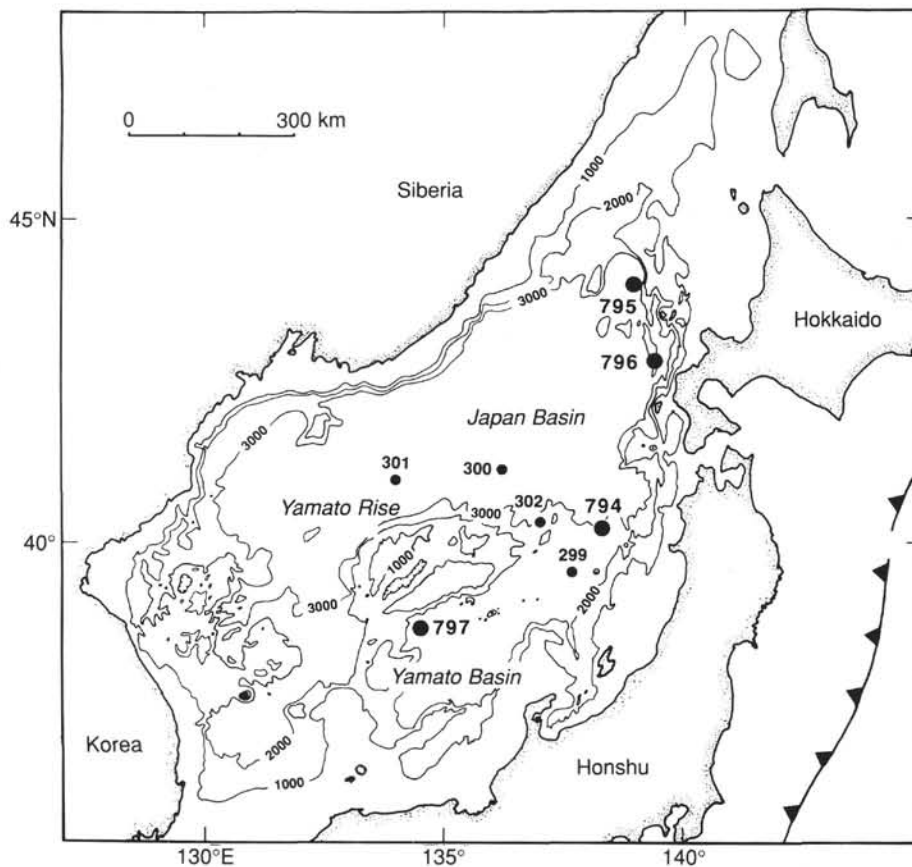 0 300 km
1000
Siberia
2000
45°N
3000
795
Hokkaido
796
Japan Basin
3000
301
300
Yamato Rise
302
794
3000
40°
299
1000
2000
3000
797
Yamato Basin
2000
Korea
1000
Honshu
130°E 135° 140°